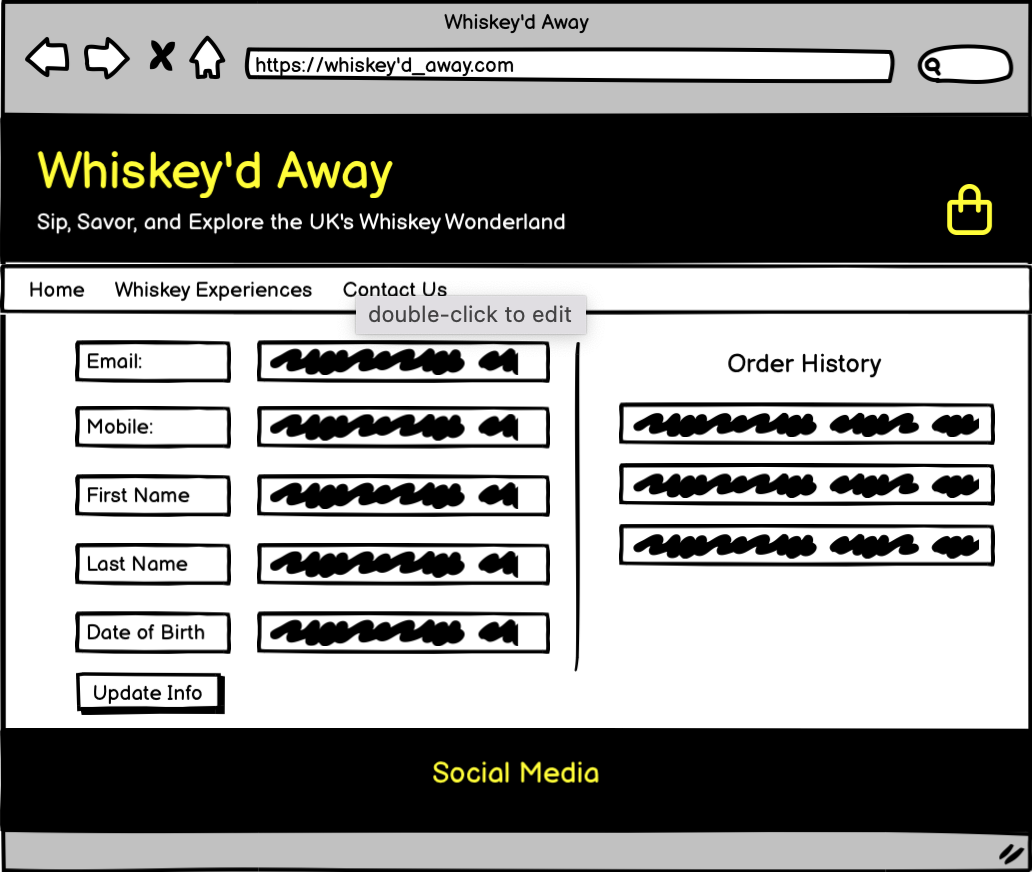 Whiskey'd Away
https://whiskey'd_away.com
Whiskey'd Away
Sip, Savor, and Explore the UK's Whiskey Wonderland
Home Whiskey Experiences Contact Us
double-click to edit
Email:
Mobile:
First Name
Last Name
Date of Birth
Update Info
Order History
Social Media